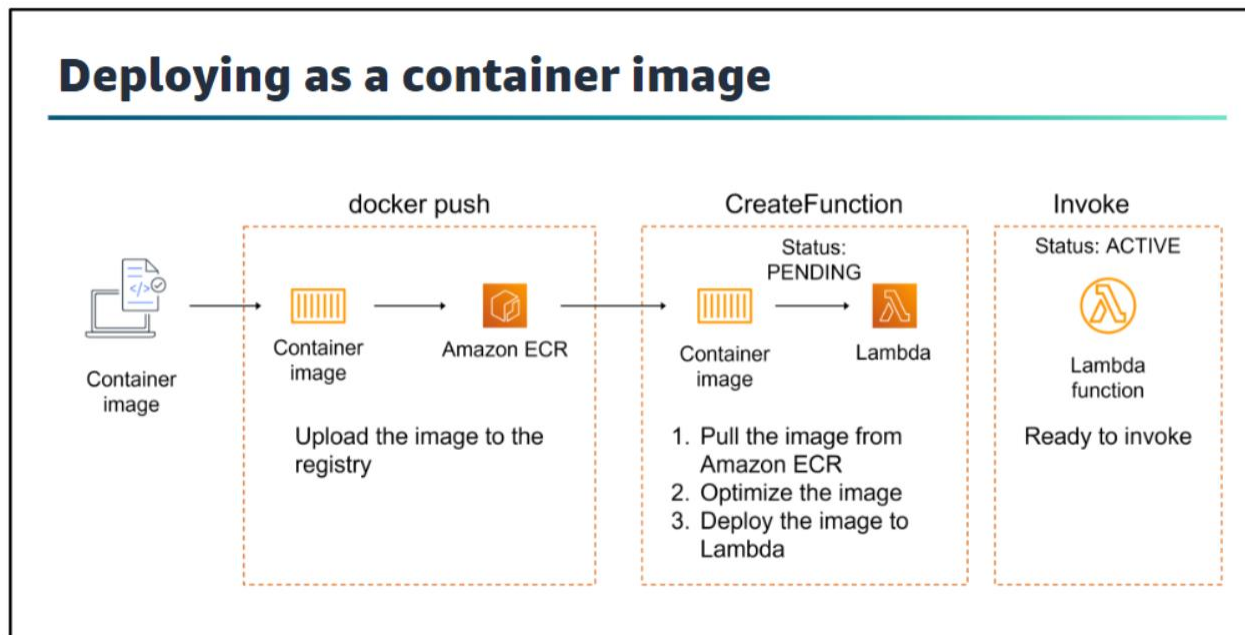 Deploying as a container image
docker push
CreateFunction
Invoke
Status:
PENDING
Status: ACTIVE
</>
Container
image
Container
image
Amazon ECR
Container
image
Lambda
Lambda
function
Upload the image to the
registry
1. Pull the image from
Amazon ECR
2. Optimize the image
3. Deploy the image to
Lambda
Ready to invoke